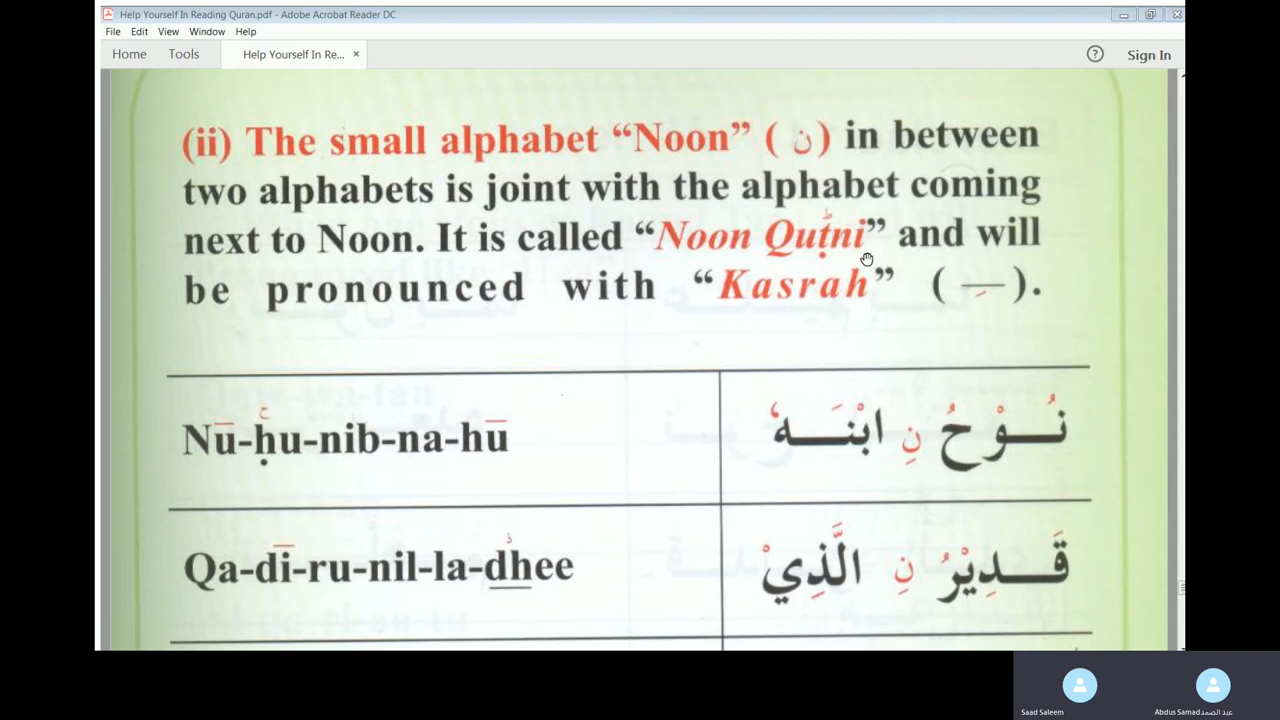 Help Yourself In Reading Quran.pdf - Adobe Acrobat Reader DC
File Edit View Window Help
Home Tools Help Yourself In Re... × Sign In
(ii) The small alphabet “Noon” ( ن ) in between
two alphabets is joint with the alphabet coming
next to Noon. It is called “Noon Quṭni” and will
be pronounced with “Kasrah” ( ـِ ).
Nū-ḥu-nib-na-hū نُـوْحُ نِ ابْنَـهٗ
Qa-dī-ru-nil-la-dhee قَـدِيْرُ نِ الَّذِيْ
Saad Saleem Abdus Samad عبد الصمد